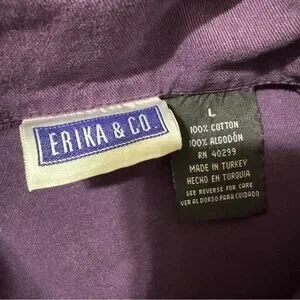 ERIKA & CO.
L
100% COTTON
100% ALGODÓN
RN 40299
MADE IN TURKEY
HECHO EN TURQUIA
SEE REVERSE FOR CARE
VER AL DORSO PARA CUIDADO